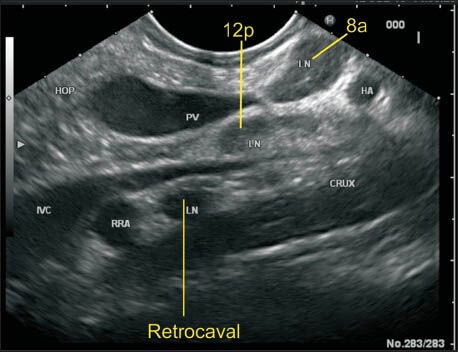 8a
000
12p
H
LN
HOP
HA
PV
LN
CRUX
IVC
LN
RRA
Retrocaval
No.283/283